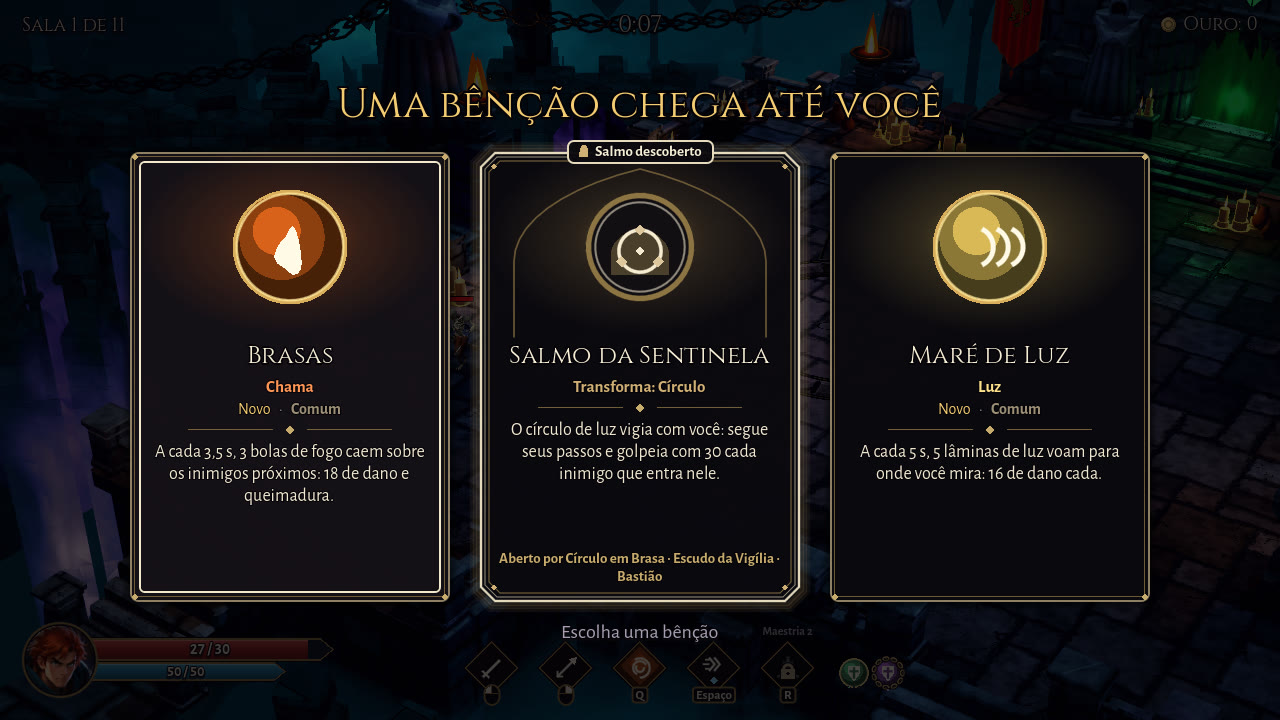 SALA 1 DE 11
0:07
OURO: 0
UMA BÊNÇÃO CHEGA ATÉ VOCÊ
Salmo descoberto
BRASAS
Chama
Novo · Comum
A cada 3,5 s, 3 bolas de fogo caem sobre
os inimigos próximos: 18 de dano e
queimadura.
SALMO DA SENTINELA
Transforma: Círculo
O círculo de luz vigia com você: segue
seus passos e golpeia com 30 cada
inimigo que entra nele.
Aberto por Círculo em Brasa · Escudo da Vigília ·
Bastião
MARÉ DE LUZ
Luz
Novo · Comum
A cada 5 s, 5 lâminas de luz voam para
onde você mira: 16 de dano cada.
Escolha uma bênção
Maestria 2
27/30
50/50
Q
Espaço
R